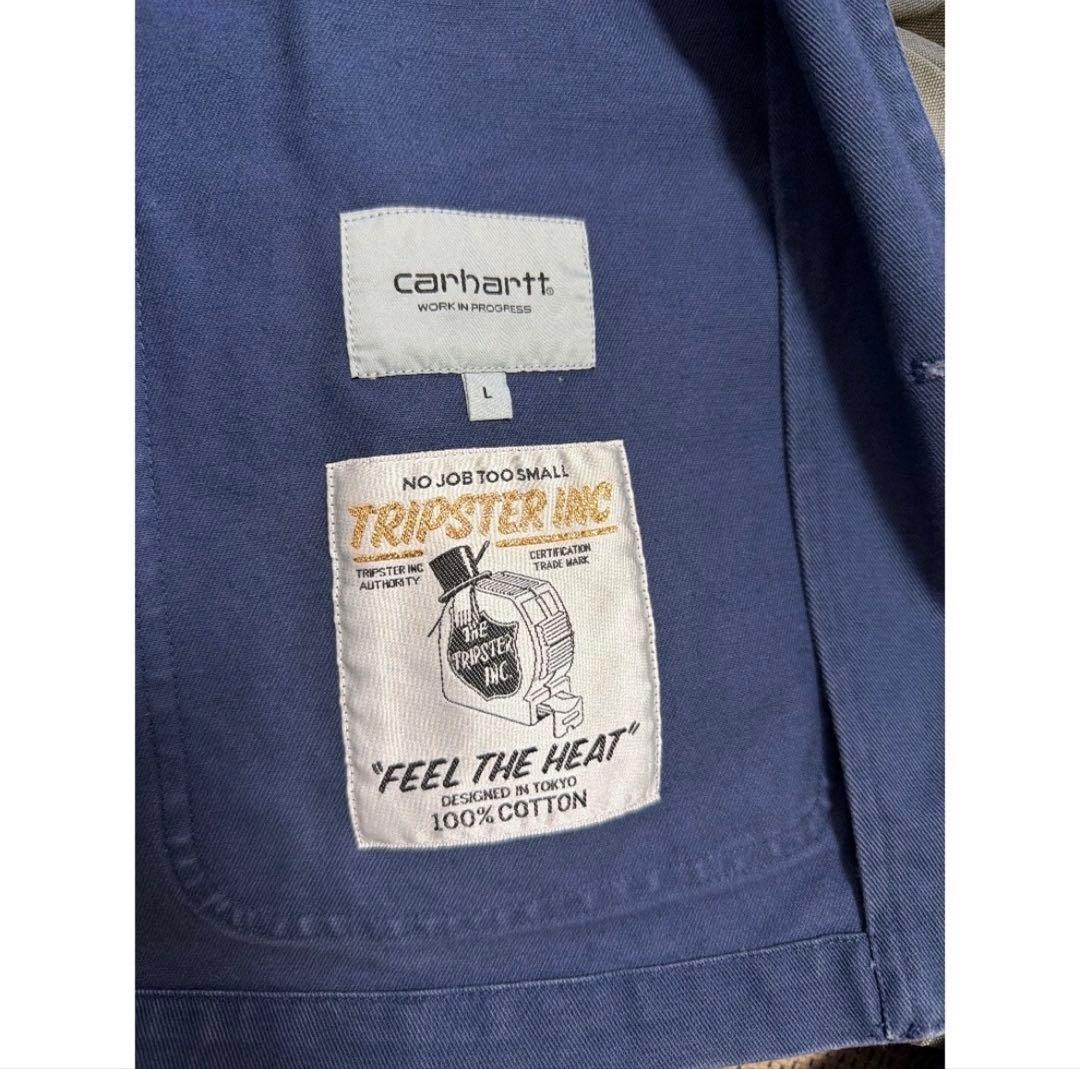 carhartt®
WORK IN PROGRESS
L
NO JOB TOO SMALL
TRIPSTER INC
TRIPSTER INC
AUTHORITY
CERTIFICATION
TRADE MARK
THE
TRIPSTER
INC
"FEEL THE HEAT"
DESIGNED IN TOKYO
100% COTTON